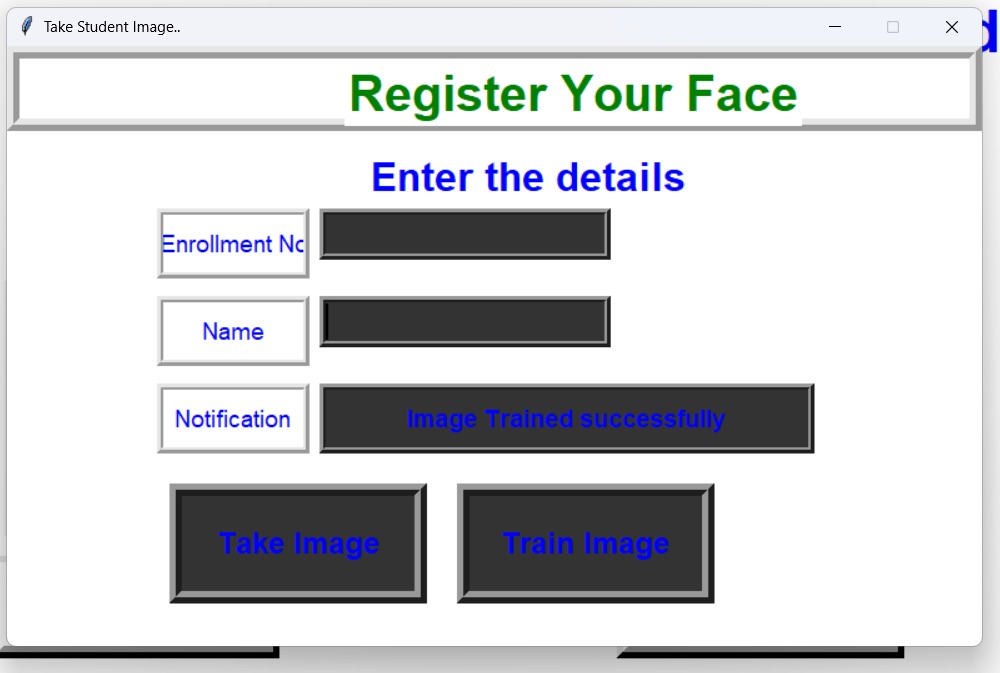 Take Student Image..
Register Your Face
Enter the details
Enrollment No
Name
Notification
Image Trained successfully
Take Image
Train Image